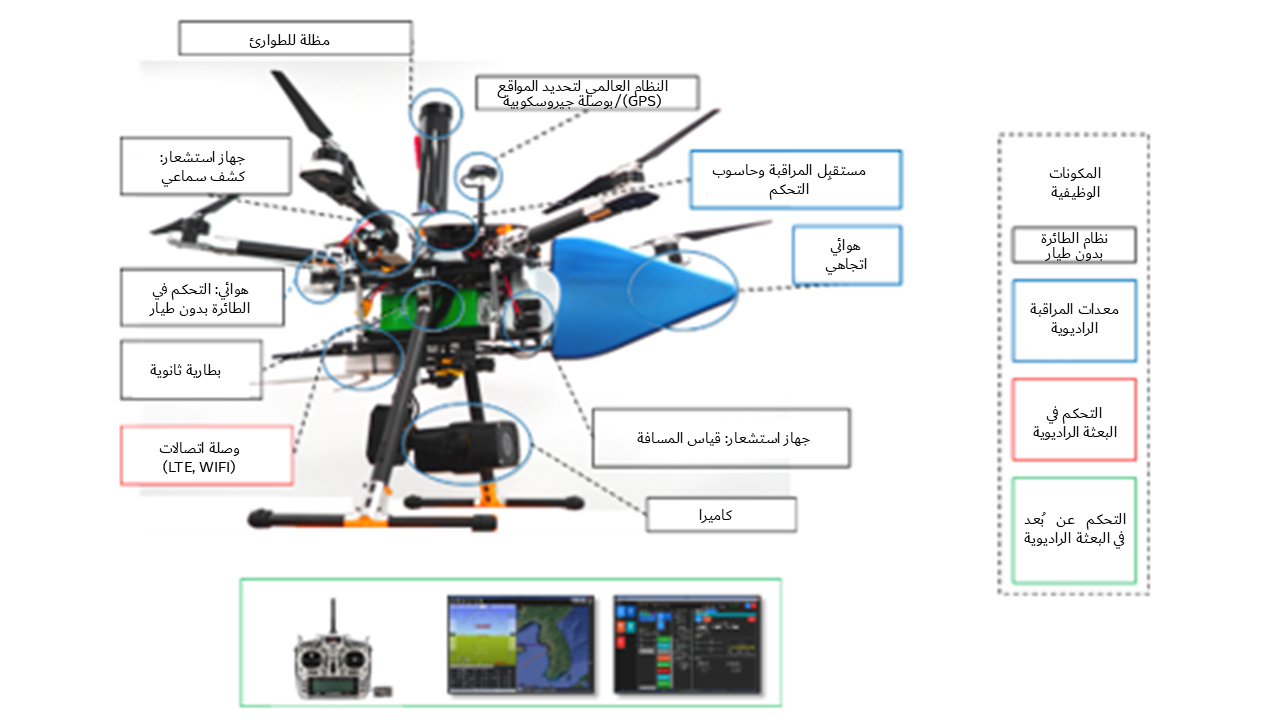 مظلة للطوارئ
النظام العالمي لتحديد المواقع
(GPS)/بوصلة جيروسكوبية
جهاز استشعار:
كشف سماعي
مستقبِل المراقبة وحاسوب
التحكم
هوائي
اتجاهي
هوائي: التحكم في
الطائرة بدون طيار
بطارية ثانوية
وصلة اتصالات
(LTE, WIFI)
جهاز استشعار: قياس المسافة
كاميرا
المكونات
الوظيفية
نظام الطائرة
بدون طيار
معدات المراقبة
الراديوية
التحكم في
البعثة الراديوية
التحكم عن بُعد
في البعثة الراديوية